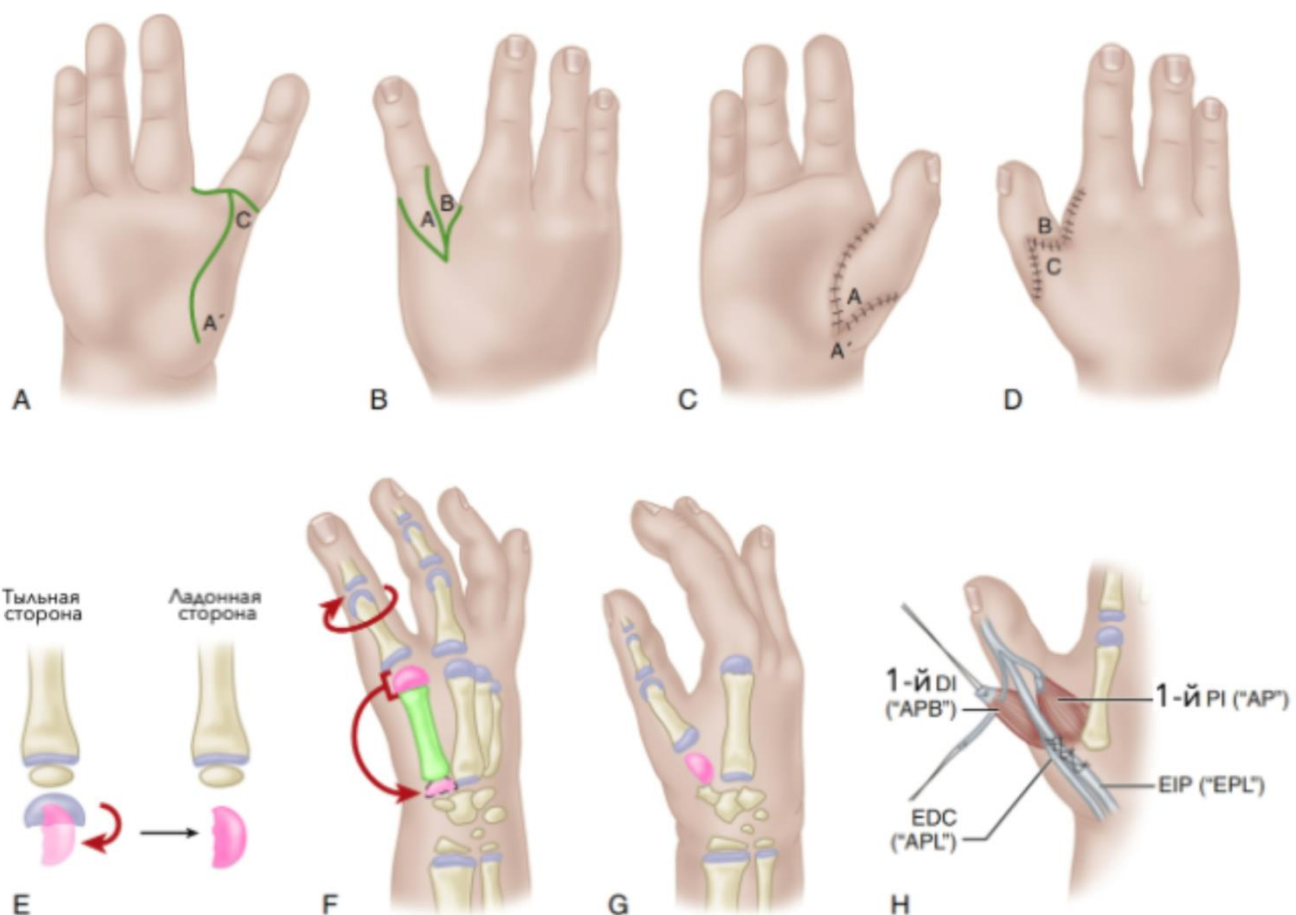 C
A´
A
A
B
B
A
A´
C
B
C
D
Тыльная
сторона
Ладонная
сторона
E
F
G
1-й DI
("APB")
1-й PI ("AP")
EIP ("EPL")
EDC
("APL")
H